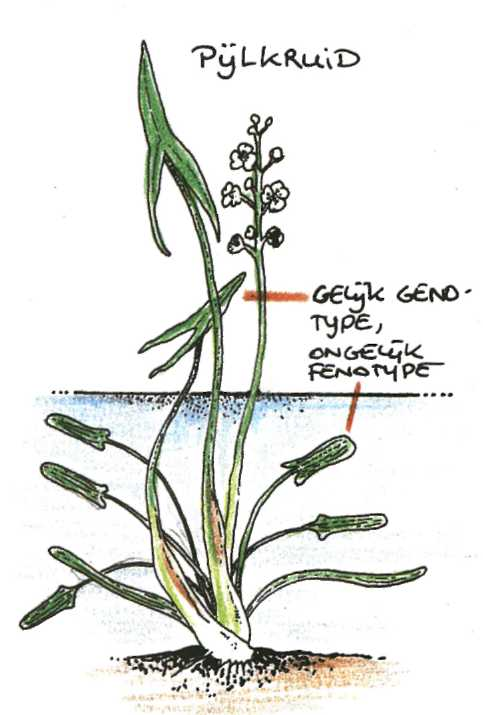 PijLKRUiD
GELijK GENO-
TYPE,
ONGELijK
FENOTYPE